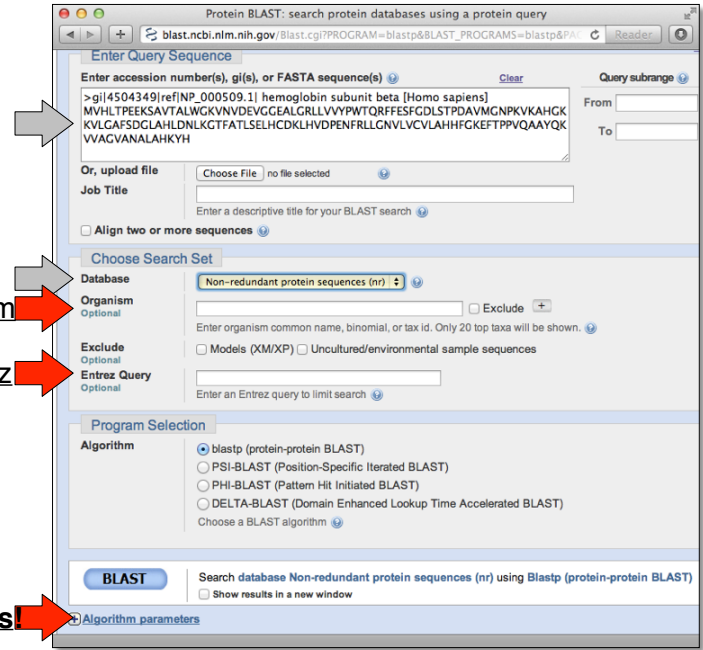 Protein BLAST: search protein databases using a protein query
blast.ncbi.nlm.nih.gov/Blast.cgi?PROGRAM=blastp&BLAST_PROGRAMS=blastp&PAG Reader
Enter Query Sequence
Enter accession number(s), gi(s), or FASTA sequence(s) Clear Query subrange
>gi|4504349|ref|NP_000509.1| hemoglobin subunit beta [Homo sapiens]
MVHLTPEEKSAVTALWGKVNVDEVGGEALGRLLVVYPWTQRFFESFGDLSTPDAVMGNPKVKAHGK
KVLGAFSDGLAHLDNLKGTFATLSELHCDKLHVDPENFRLLGNVLVCVLAHHFGKEFTPPVQAAYQK
VVAGVANALAHKYH
From
To
Or, upload file Choose File no file selected
Job Title
Enter a descriptive title for your BLAST search
Align two or more sequences
Choose Search Set
Database Non-redundant protein sequences (nr)
m
Organism Exclude +
Optional
Enter organism common name, binomial, or tax id. Only 20 top taxa will be shown.
Exclude Models (XM/XP) Uncultured/environmental sample sequences
Optional
z
Entrez Query
Optional
Enter an Entrez query to limit search
Program Selection
Algorithm blastp (protein-protein BLAST)
PSI-BLAST (Position-Specific Iterated BLAST)
PHI-BLAST (Pattern Hit Initiated BLAST)
DELTA-BLAST (Domain Enhanced Lookup Time Accelerated BLAST)
Choose a BLAST algorithm
BLAST Search database Non-redundant protein sequences (nr) using Blastp (protein-protein BLAST)
Show results in a new window
s!
+ Algorithm parameters